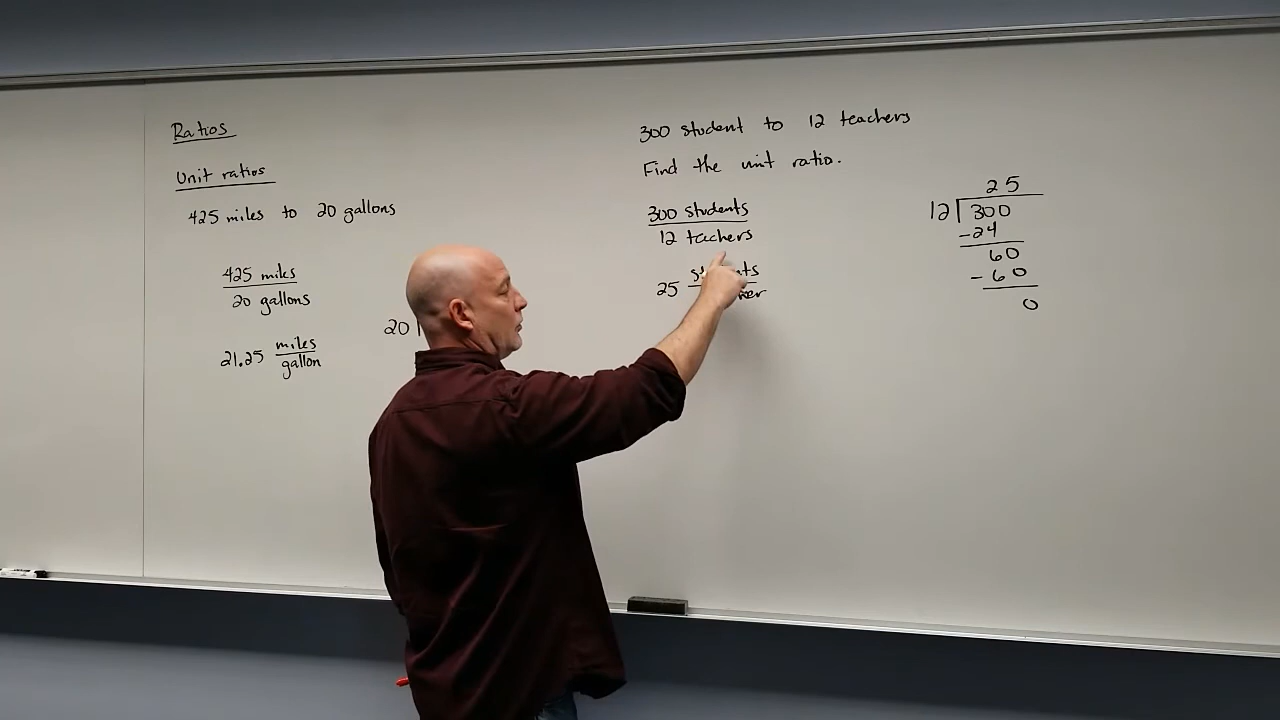 Ratios
Unit ratios
425 miles to 20 gallons
425 miles
20 gallons
21.25 miles
gallon
20
300 student to 12 teachers
Find the unit ratio.
300 students
12 teachers
25
25
12 300
-24
60
-60
0